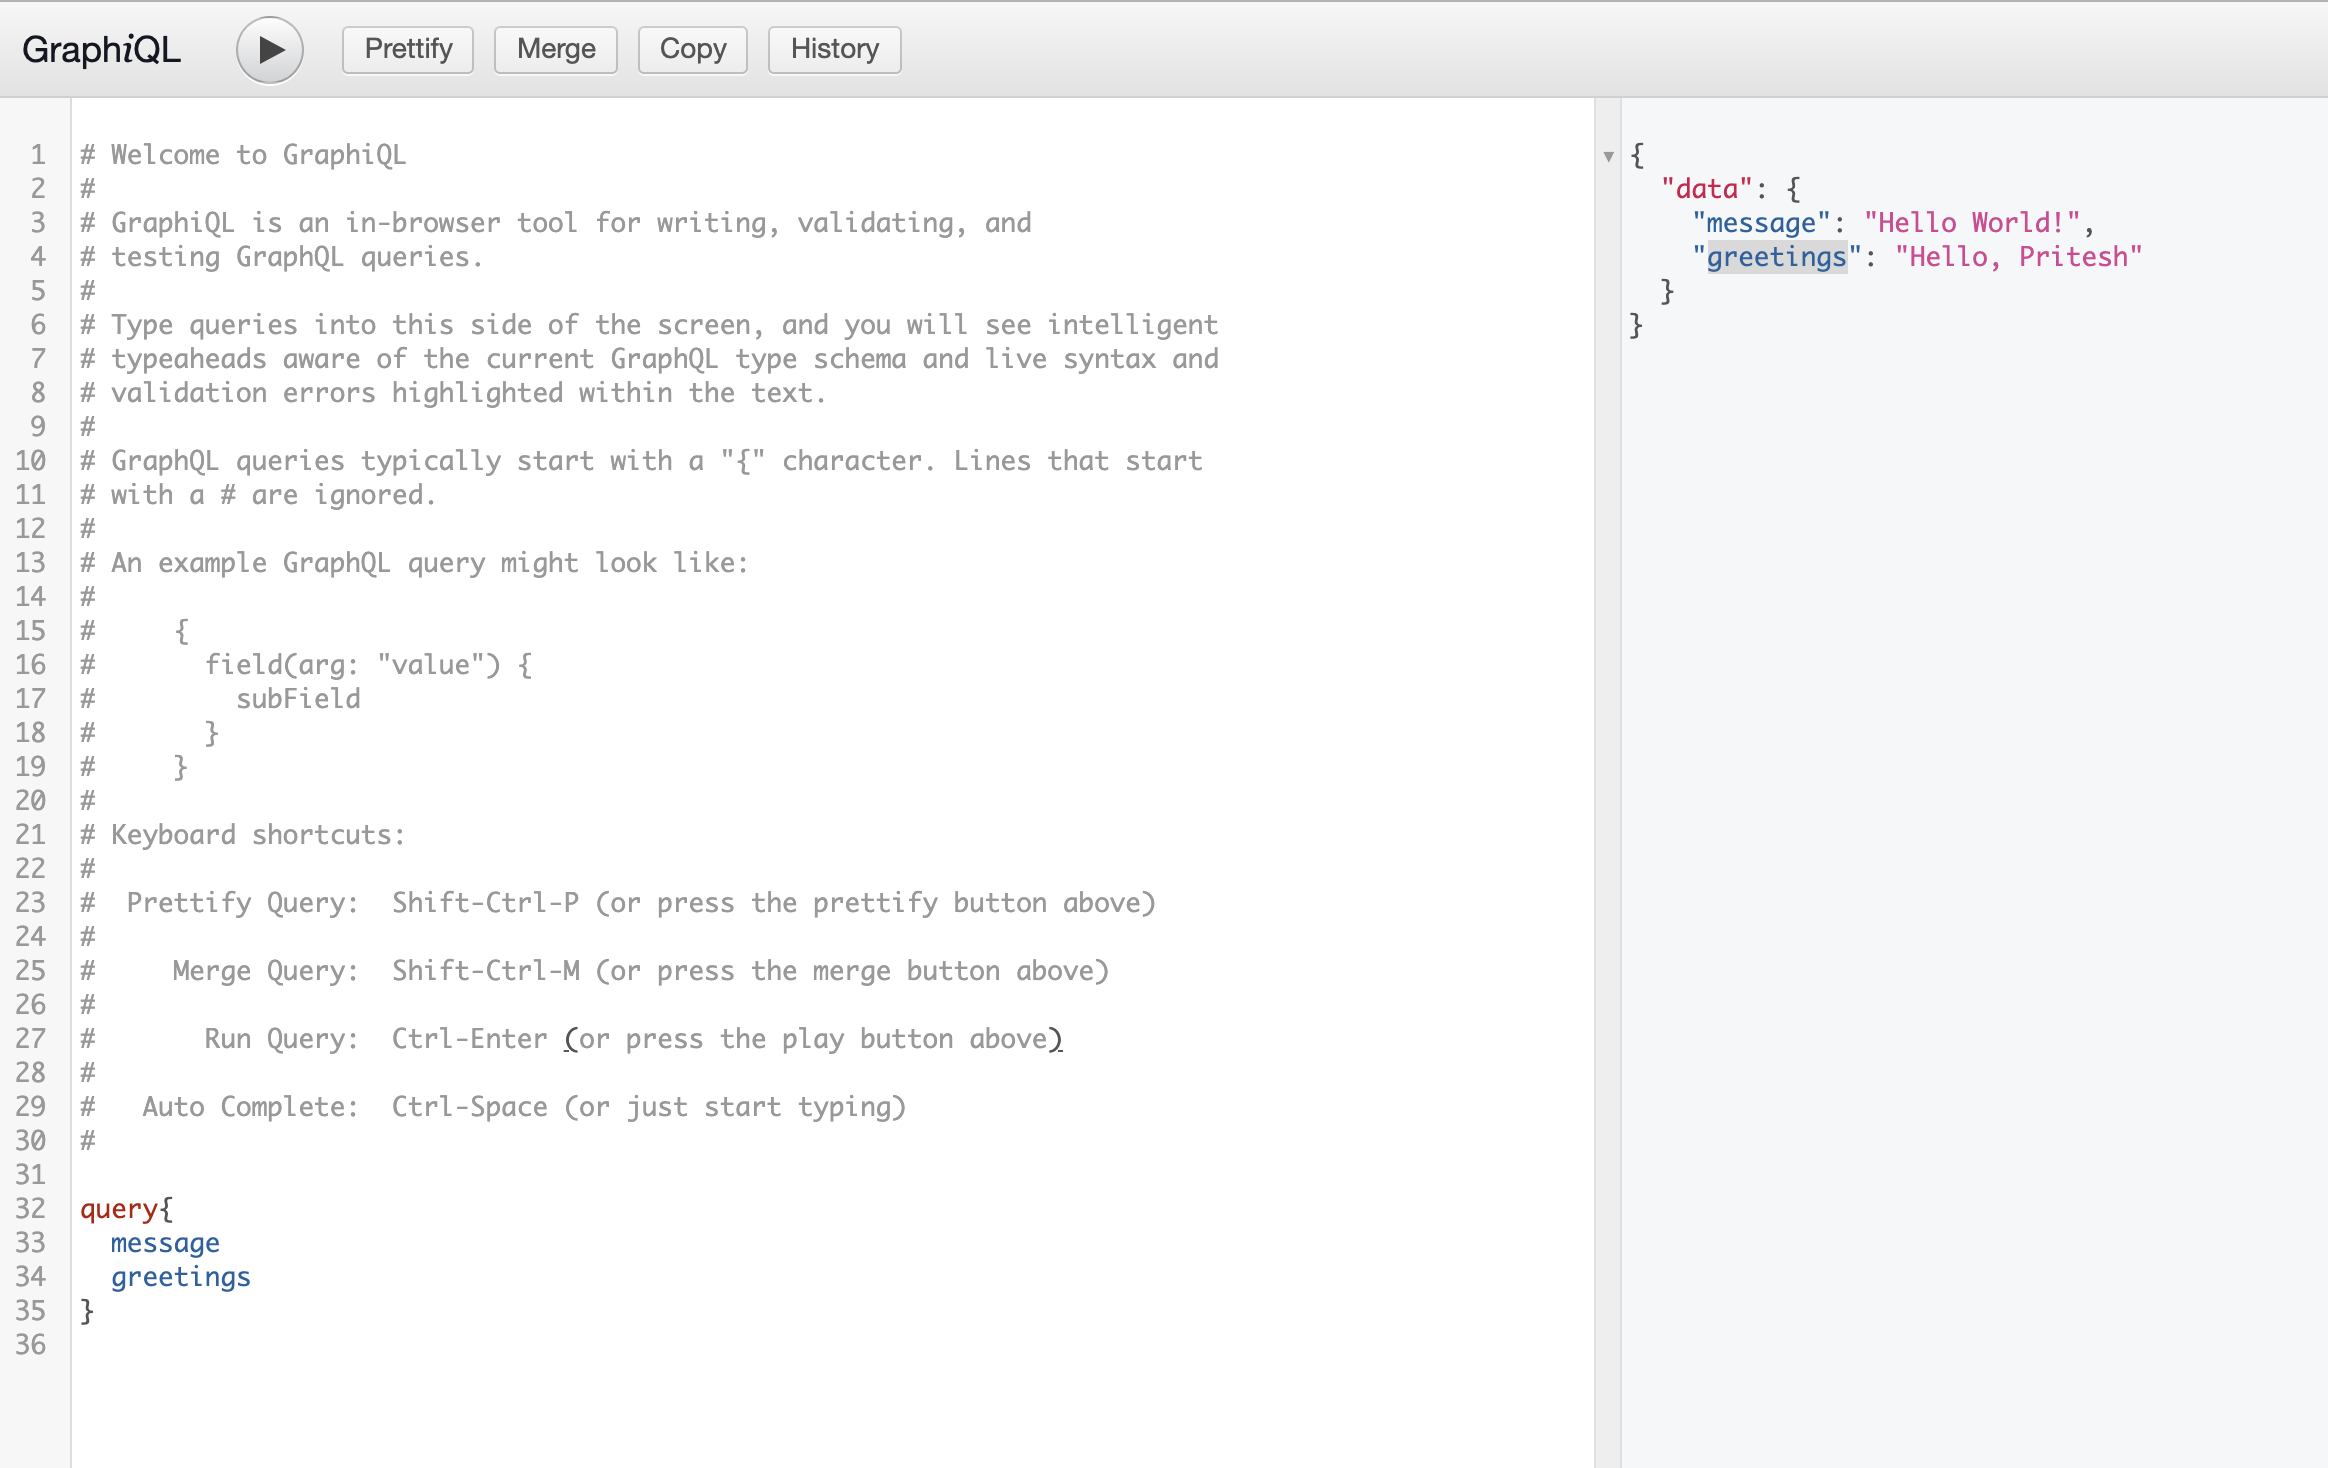 GraphiQL Prettify Merge Copy History
1 # Welcome to GraphiQL
2 #
3 # GraphiQL is an in-browser tool for writing, validating, and
4 # testing GraphQL queries.
5 #
6 # Type queries into this side of the screen, and you will see intelligent
7 # typeaheads aware of the current GraphQL type schema and live syntax and
8 # validation errors highlighted within the text.
9 #
10 # GraphQL queries typically start with a "{" character. Lines that start
11 # with a # are ignored.
12 #
13 # An example GraphQL query might look like:
14 #
15 #     {
16 #       field(arg: "value") {
17 #         subField
18 #       }
19 #     }
20 #
21 # Keyboard shortcuts:
22 #
23 #  Prettify Query:  Shift-Ctrl-P (or press the prettify button above)
24 #
25 #     Merge Query:  Shift-Ctrl-M (or press the merge button above)
26 #
27 #       Run Query:  Ctrl-Enter (or press the play button above)
28 #
29 #   Auto Complete:  Ctrl-Space (or just start typing)
30 #
31
32 query{
33   message
34   greetings
35 }
36
{
  "data": {
    "message": "Hello World!",
    "greetings": "Hello, Pritesh"
  }
}